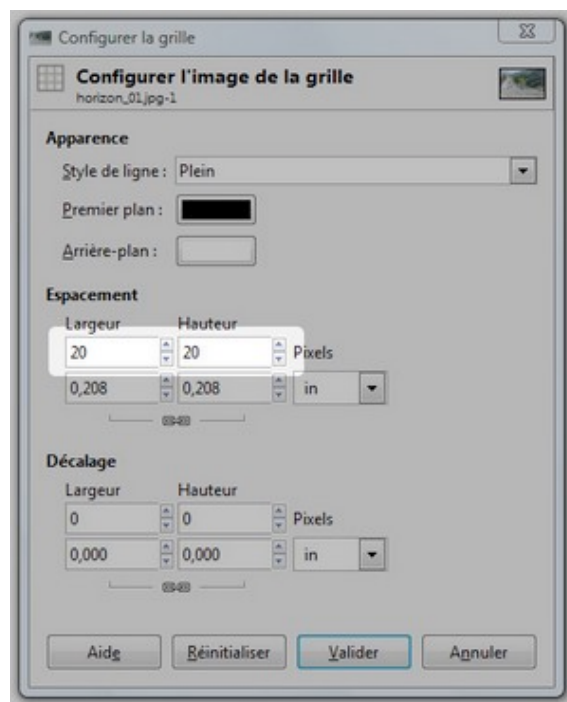 Configurer la grille
Configurer l'image de la grille
horizon_01.jpg-1
Apparence
Style de ligne : Plein
Premier plan :
Arrière-plan :
Espacement
Largeur Hauteur
20 20 Pixels
0,208 0,208 in
Décalage
Largeur Hauteur
0 0 Pixels
0,000 0,000 in
Aide Réinitialiser Valider Annuler